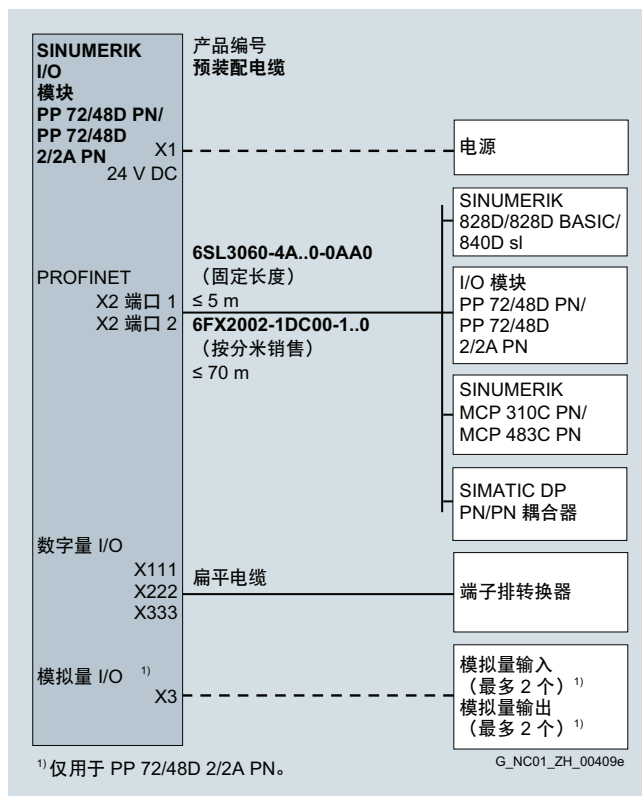 SINUMERIK
I/O
模块
PP 72/48D PN/
PP 72/48D
2/2A PN
X1
24 V DC
产品编号
预装配电缆
电源
PROFINET
X2 端口 1
X2 端口 2
6SL3060-4A..0-0AA0
（固定长度）
≤ 5 m
6FX2002-1DC00-1..0
（按分米销售）
≤ 70 m
SINUMERIK
828D/828D BASIC/
840D sl
I/O 模块
PP 72/48D PN/
PP 72/48D
2/2A PN
SINUMERIK
MCP 310C PN/
MCP 483C PN
SIMATIC DP
PN/PN 耦合器
数字量 I/O
X111
X222
X333
扁平电缆
端子排转换器
模拟量 I/O 1)
X3
模拟量输入
（最多 2 个）1)
模拟量输出
（最多 2 个）1)
1) 仅用于 PP 72/48D 2/2A PN。
G_NC01_ZH_00409e